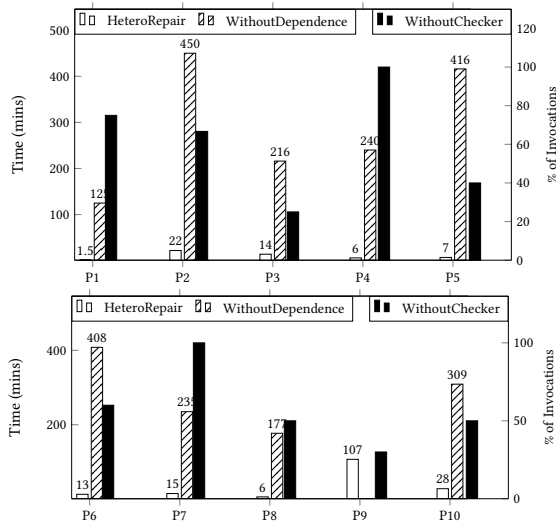 HeteroRepair WithoutDependence WithoutChecker
500
400
300
200
100
Time (mins)
120
100
80
60
40
20
0
% of Invocations
1.5 125 22 450 14 216 6 240 7 416
P1 P2 P3 P4 P5
HeteroRepair WithoutDependence WithoutChecker
400
200
Time (mins)
100
50
0
% of Invocations
13 408 15 235 6 177 107 28 309
P6 P7 P8 P9 P10